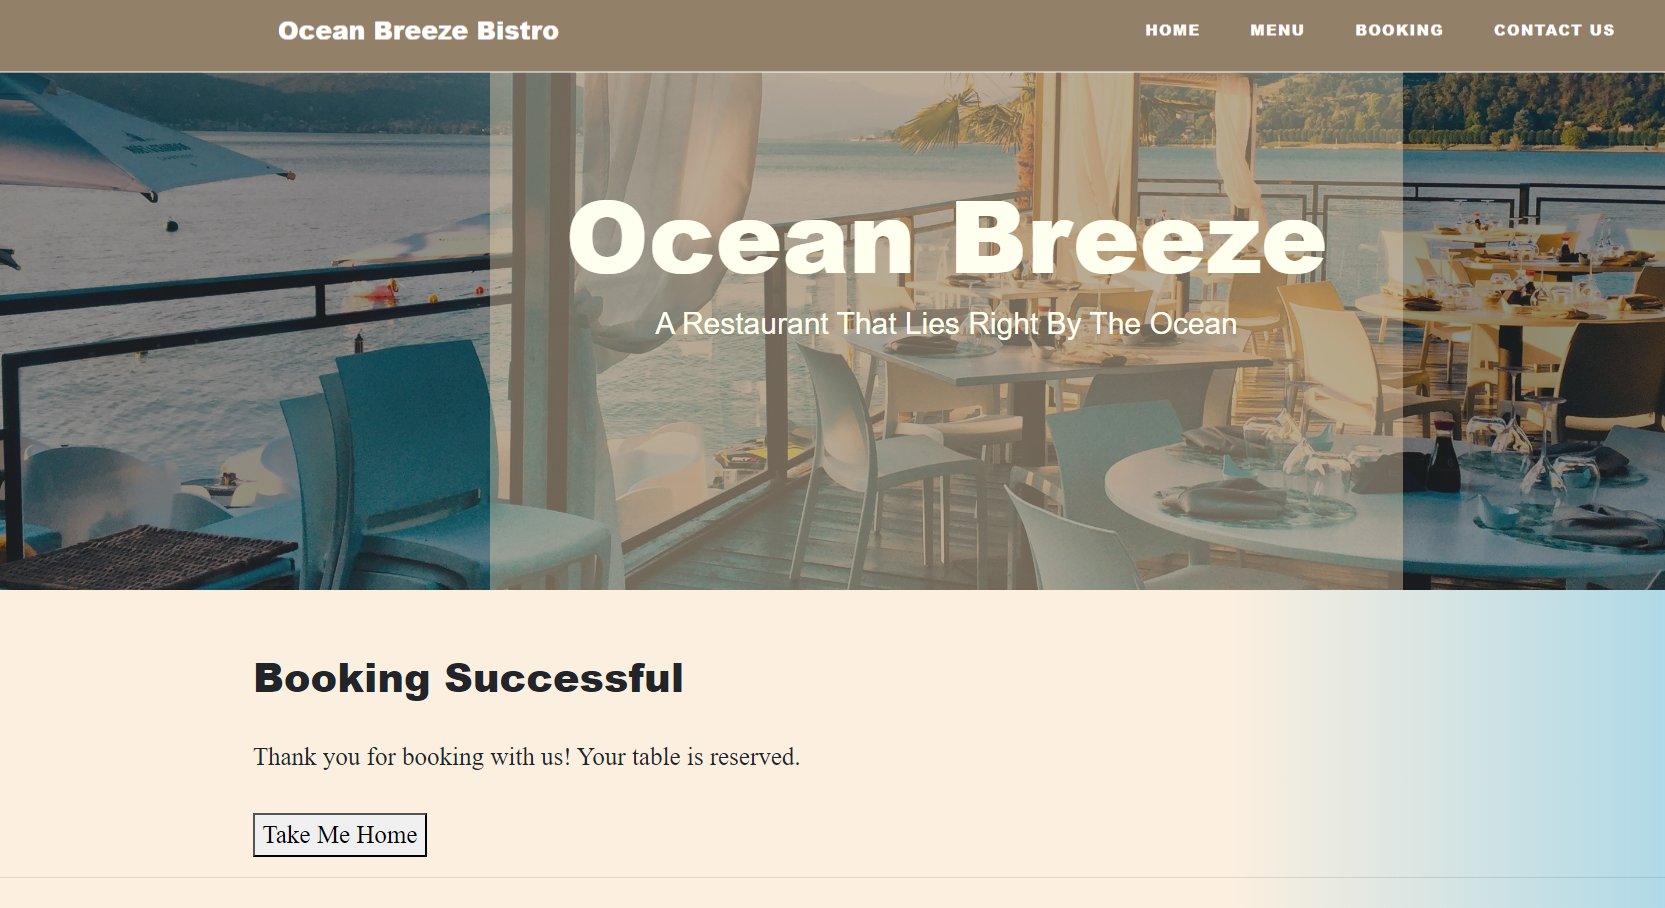 Ocean Breeze Bistro
HOME MENU BOOKING CONTACT US
Ocean Breeze
A Restaurant That Lies Right By The Ocean
Booking Successful
Thank you for booking with us! Your table is reserved.
Take Me Home